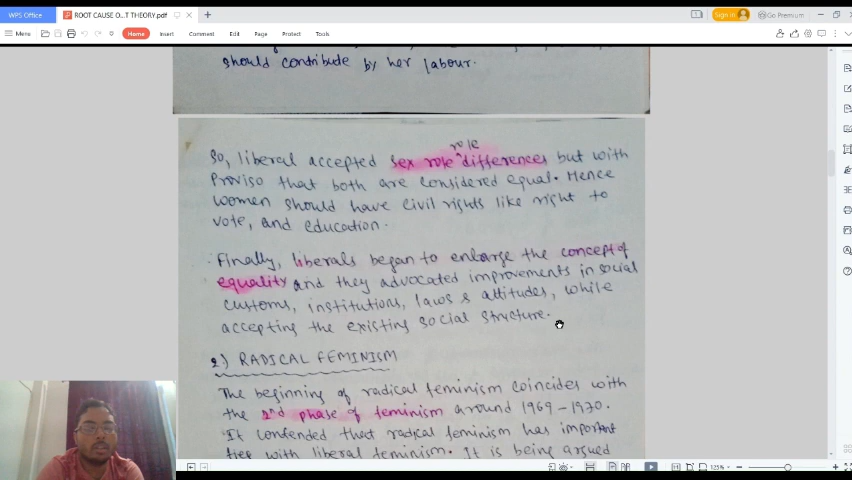 WPS Office
ROOT CAUSE O...T THEORY.pdf
+
1
Sign in
Go Premium
Menu
Home
Insert
Comment
Edit
Page
Protect
Tools
should contribute by her labour.
role
So, liberal accepted sex role ^ differences but with
proviso that both are considered equal. Hence
women should have civil rights like right to
vote, and education.
Finally, liberals began to enlarge the concept of
equality and they advocated improvements in social
customs, institutions, laws & attitudes, while
accepting the existing social structure.
2) RADICAL FEMINISM
The beginning of radical feminism coincides with
the 2nd phase of feminism around 1969-1970.
It contended that radical feminism has important
ties with liberal feminism. It is being argued
125%